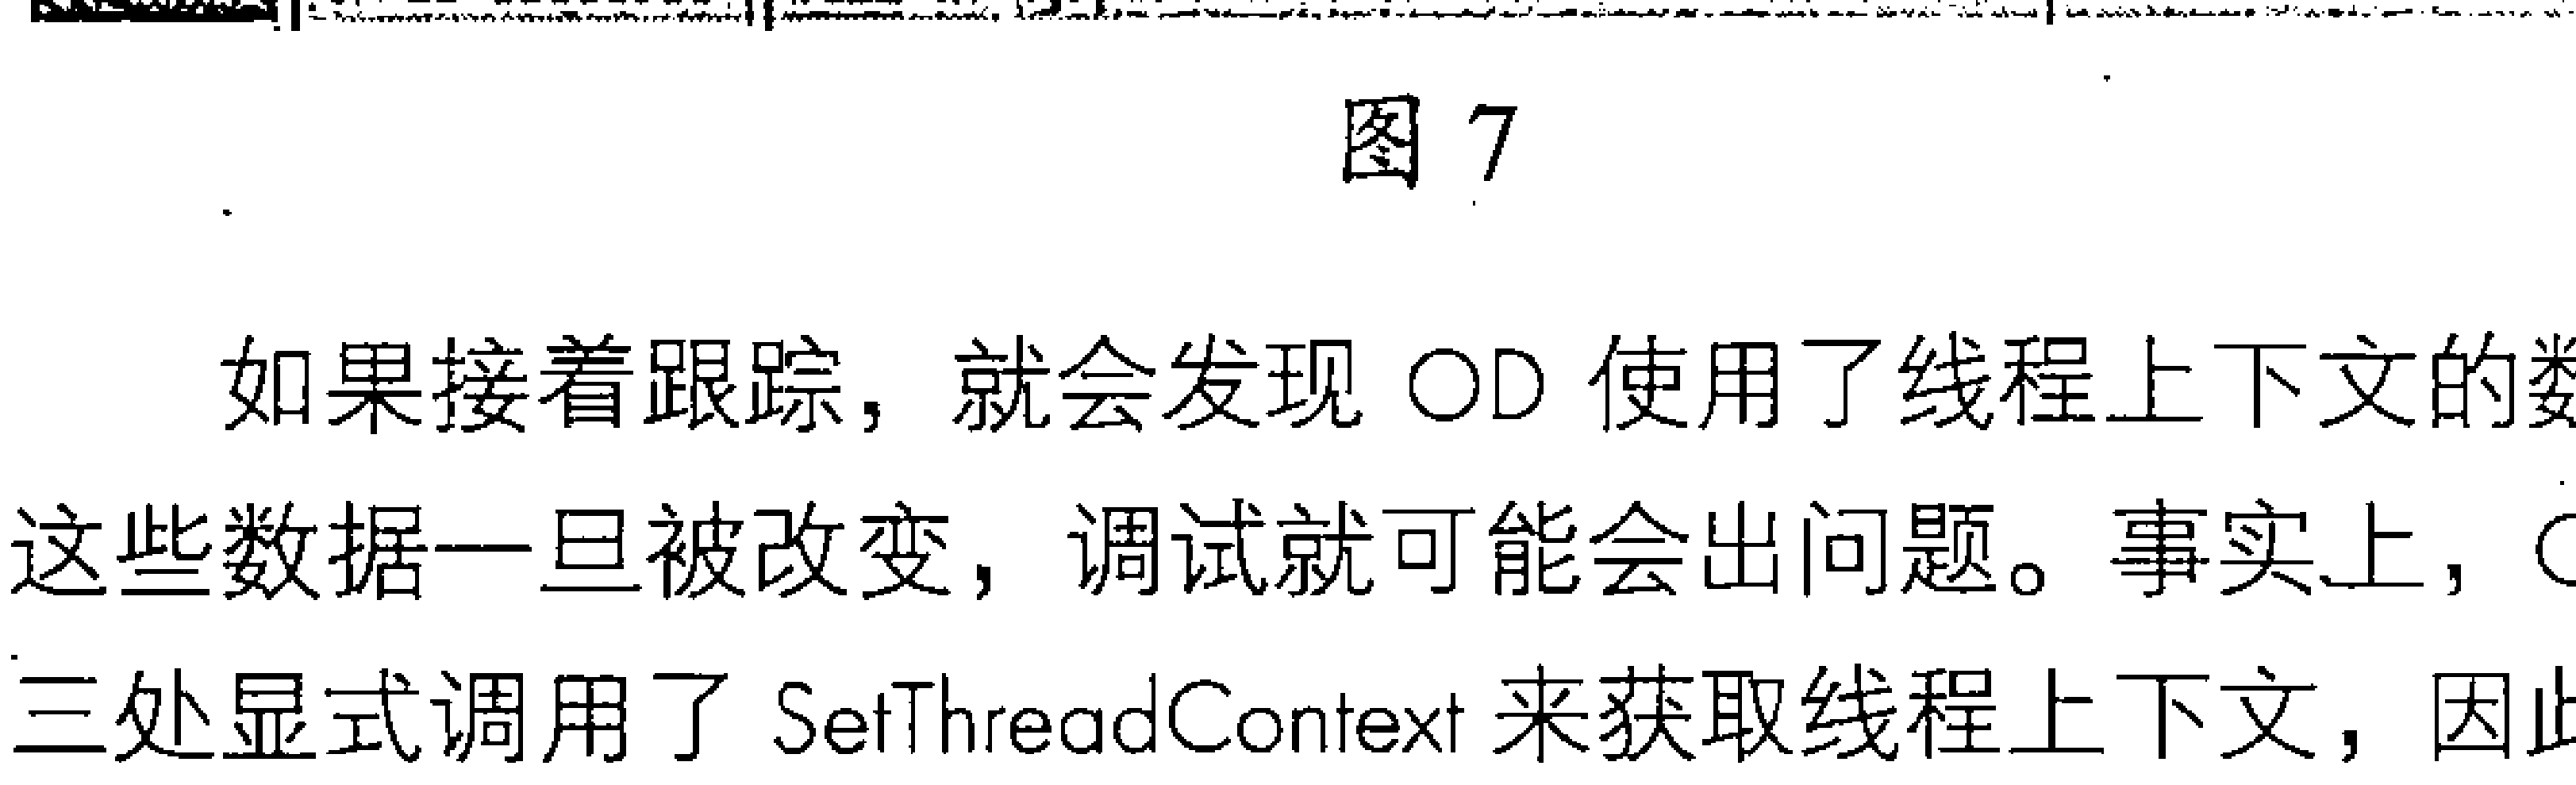 图 7
如果接着跟踪，就会发现 OD 使用了线程上下文的
这些数据一旦被改变，调试就可能会出问题。事实上，
三处显式调用了 SetThreadContext 来获取线程上下文，因